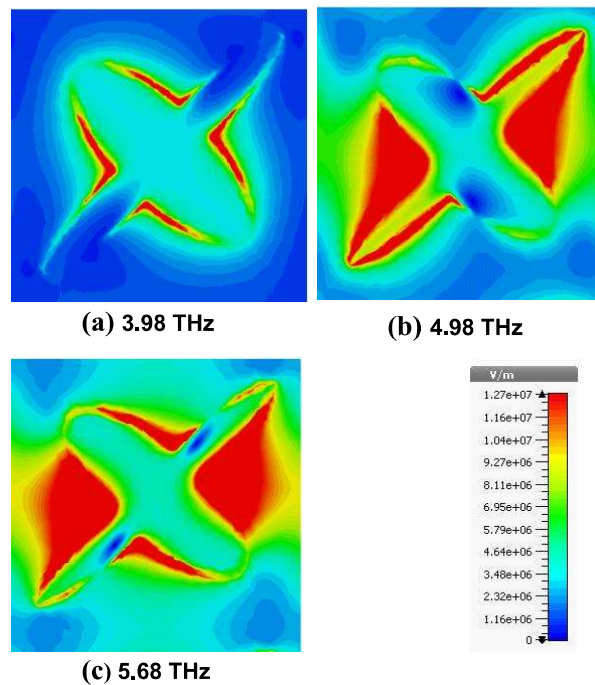 (a) 3.98 THz
(b) 4.98 THz
V/m
1.27e+07
1.16e+07
1.04e+07
9.27e+06
8.11e+06
6.95e+06
5.79e+06
4.64e+06
3.48e+06
2.32e+06
1.16e+06
0
(c) 5.68 THz